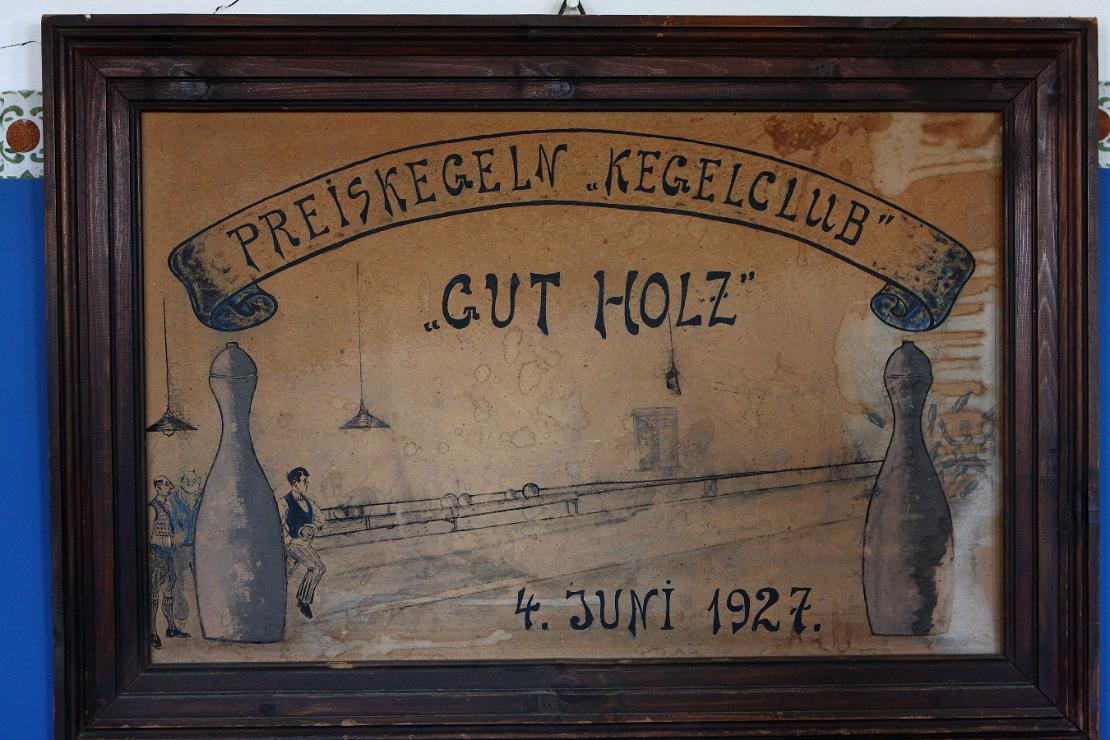 PREISKEGELN „KEGELCLUB”
„GUT HOLZ”
4. JUNI 1927.